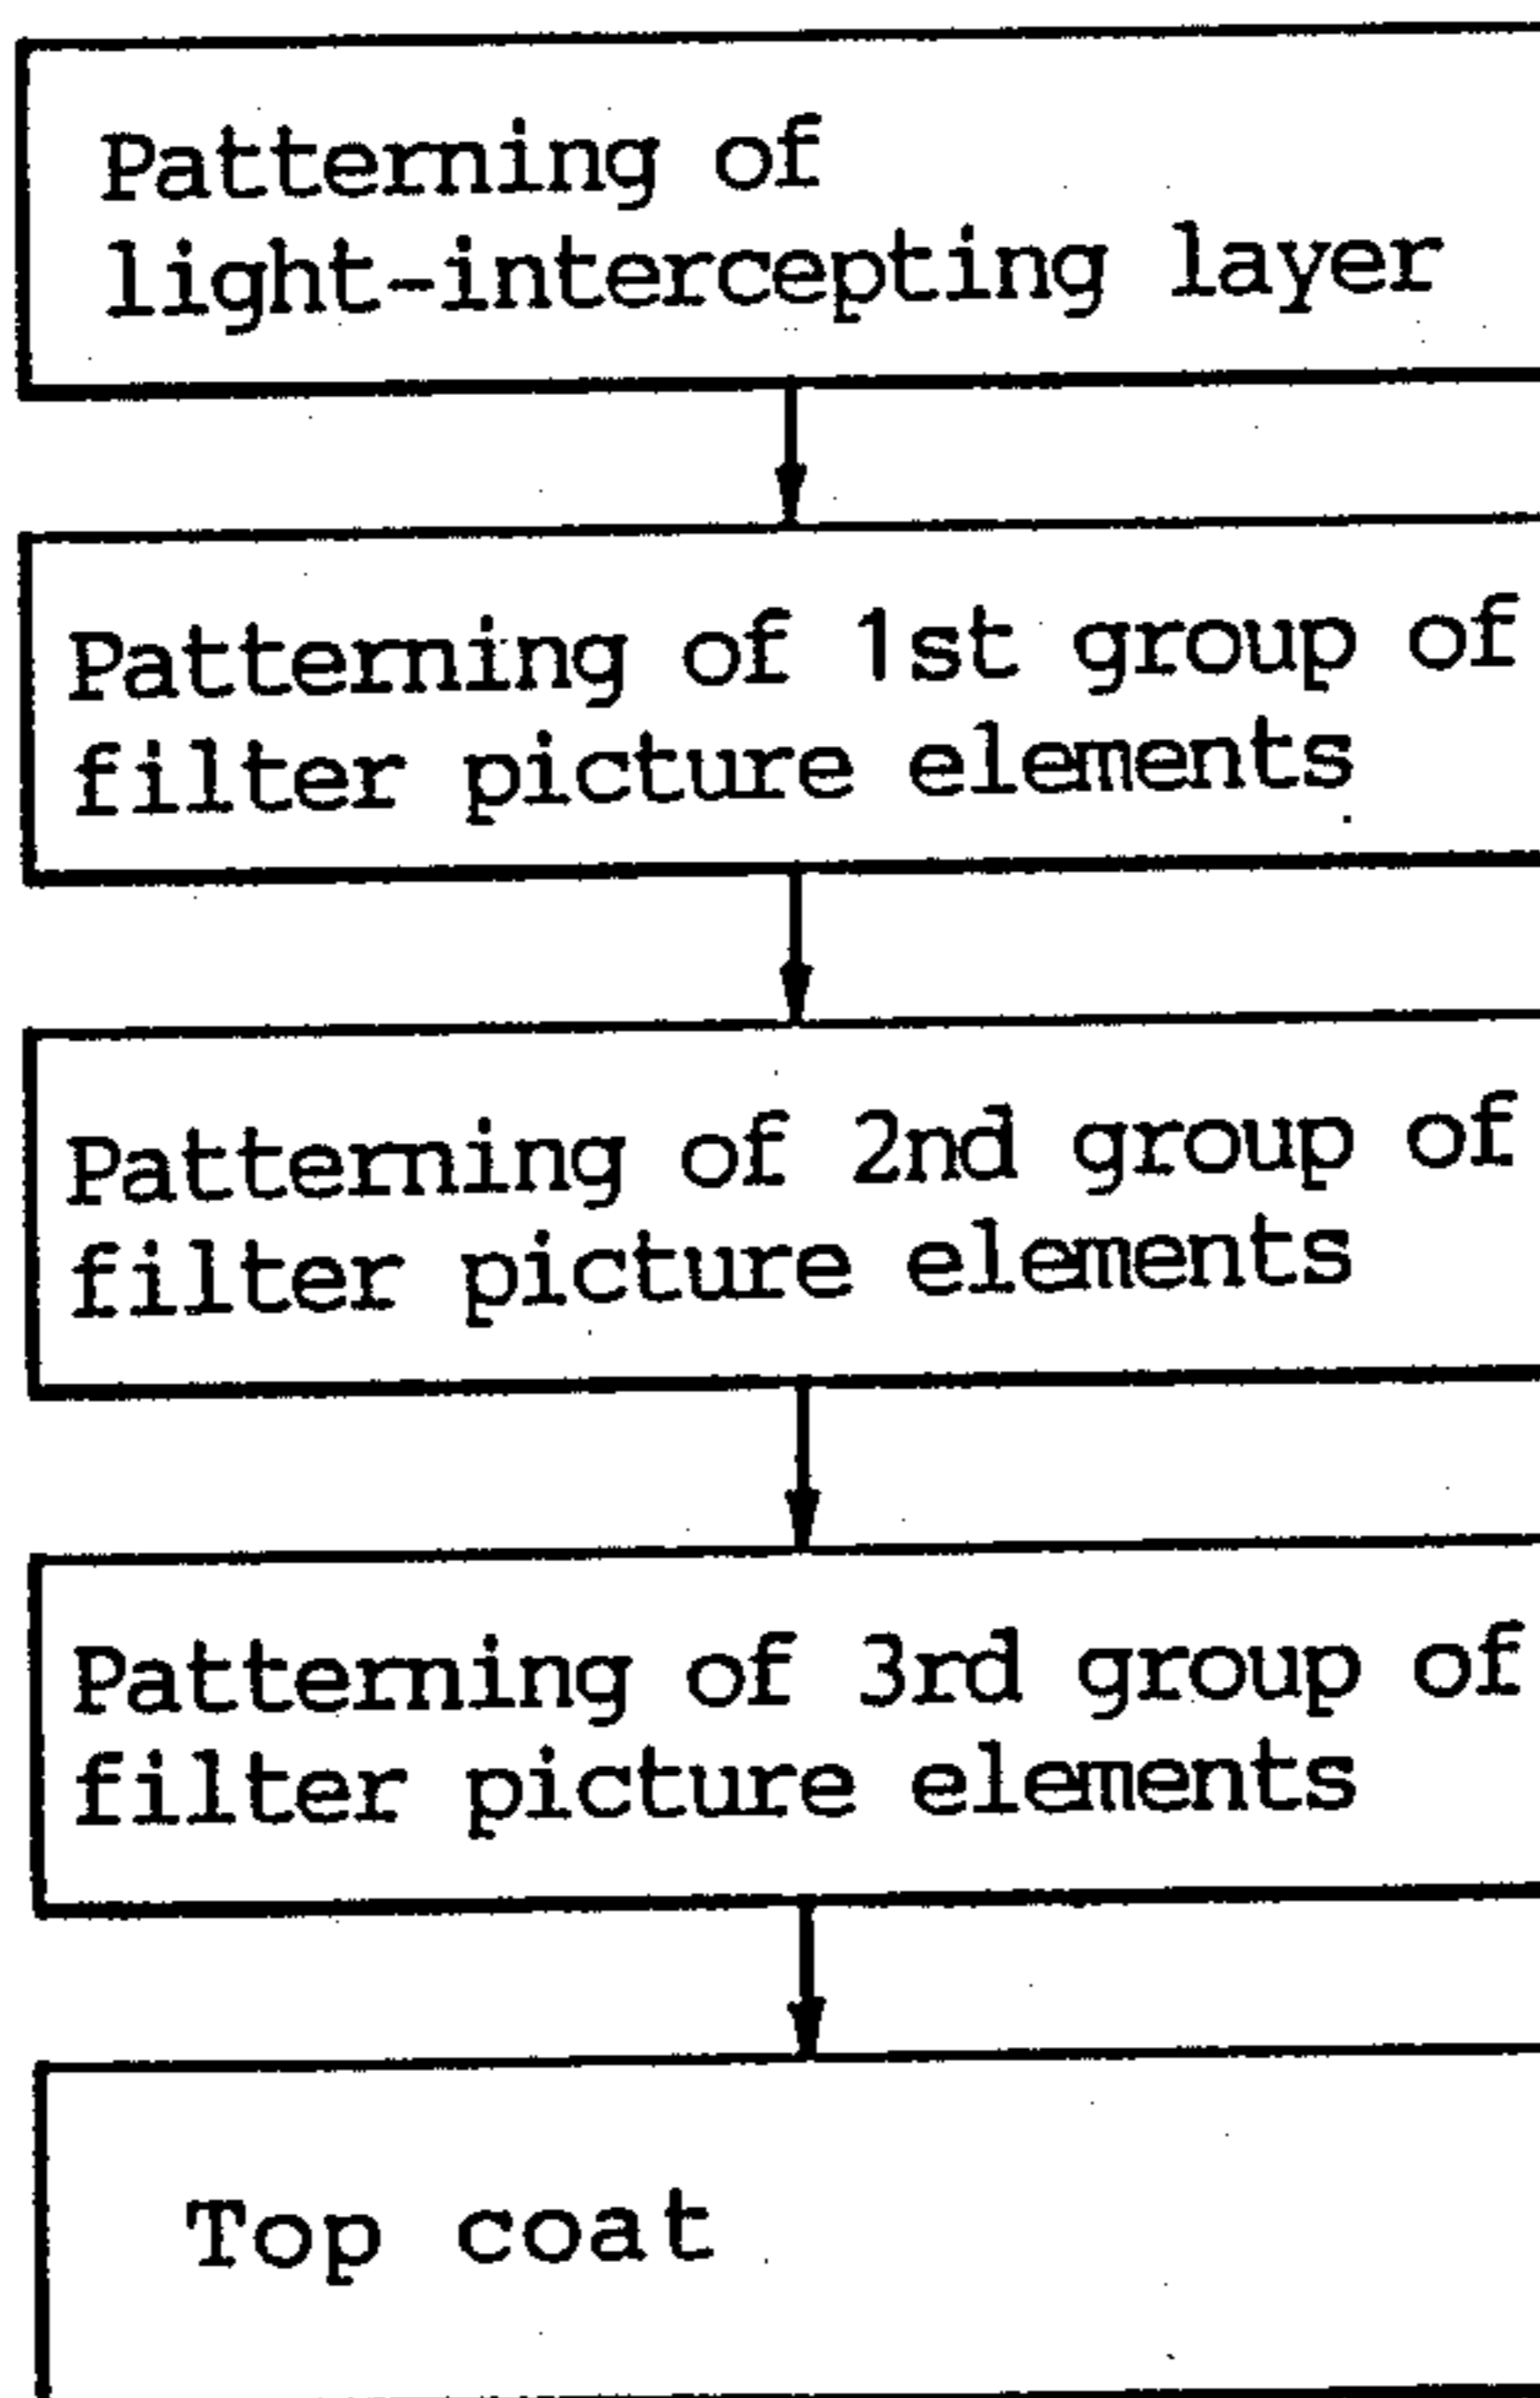 Patterning of
light-intercepting layer
Patterning of 1st group of
filter picture elements
Patterning of 2nd group of
filter picture elements
Patterning of 3rd group of
filter picture elements
Top coat